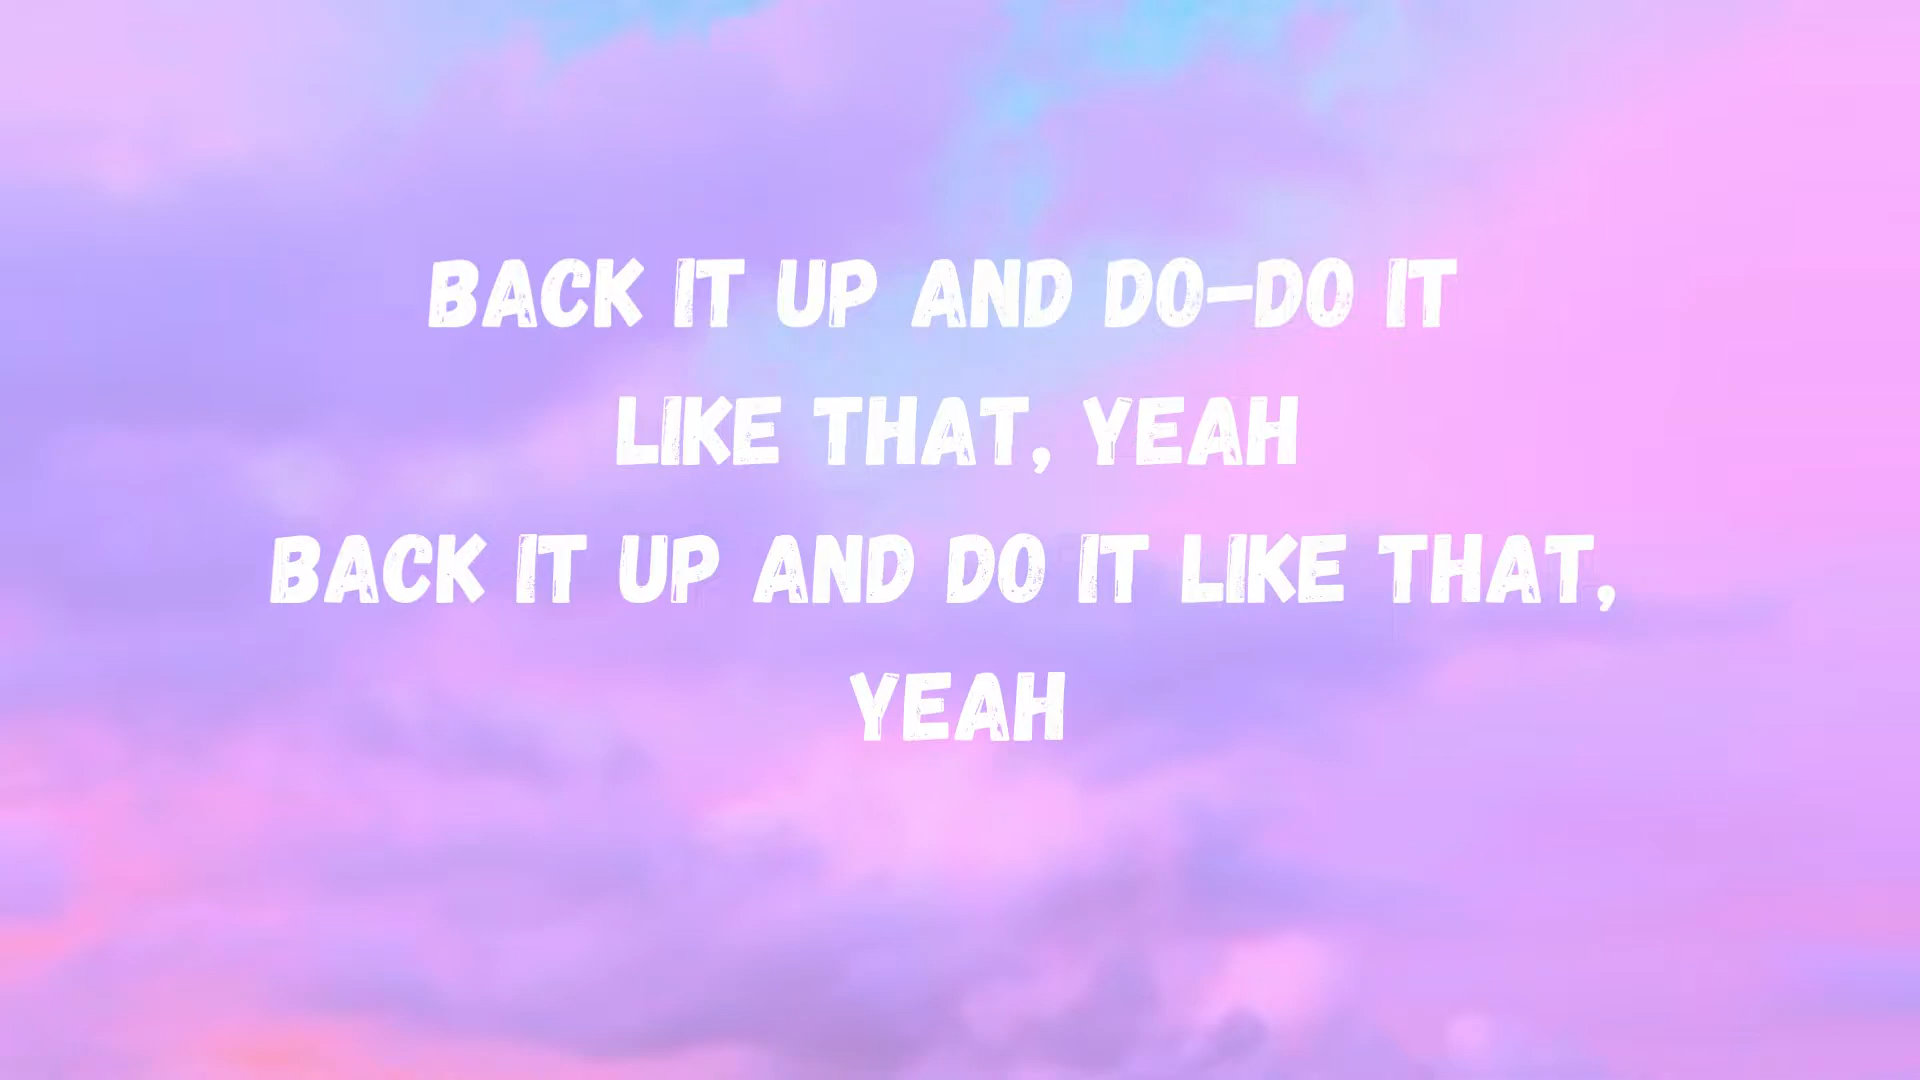 BACK IT UP AND DO-DO IT
LIKE THAT, YEAH
BACK IT UP AND DO IT LIKE THAT,
YEAH